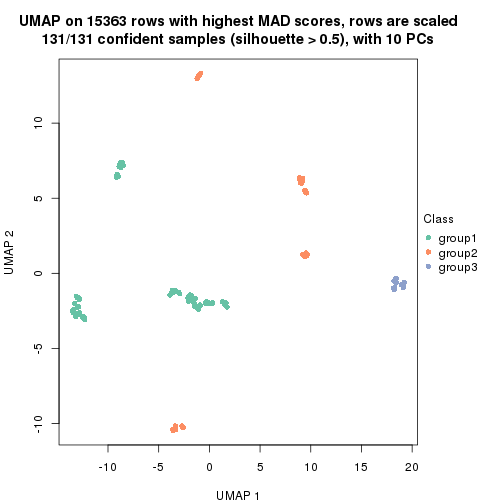 UMAP on 15363 rows with highest MAD scores, rows are scaled
131/131 confident samples (silhouette > 0.5), with 10 PCs
10
5
0
-5
-10
UMAP 2
-10
-5
0
5
10
15
20
UMAP 1
Class
group1
group2
group3